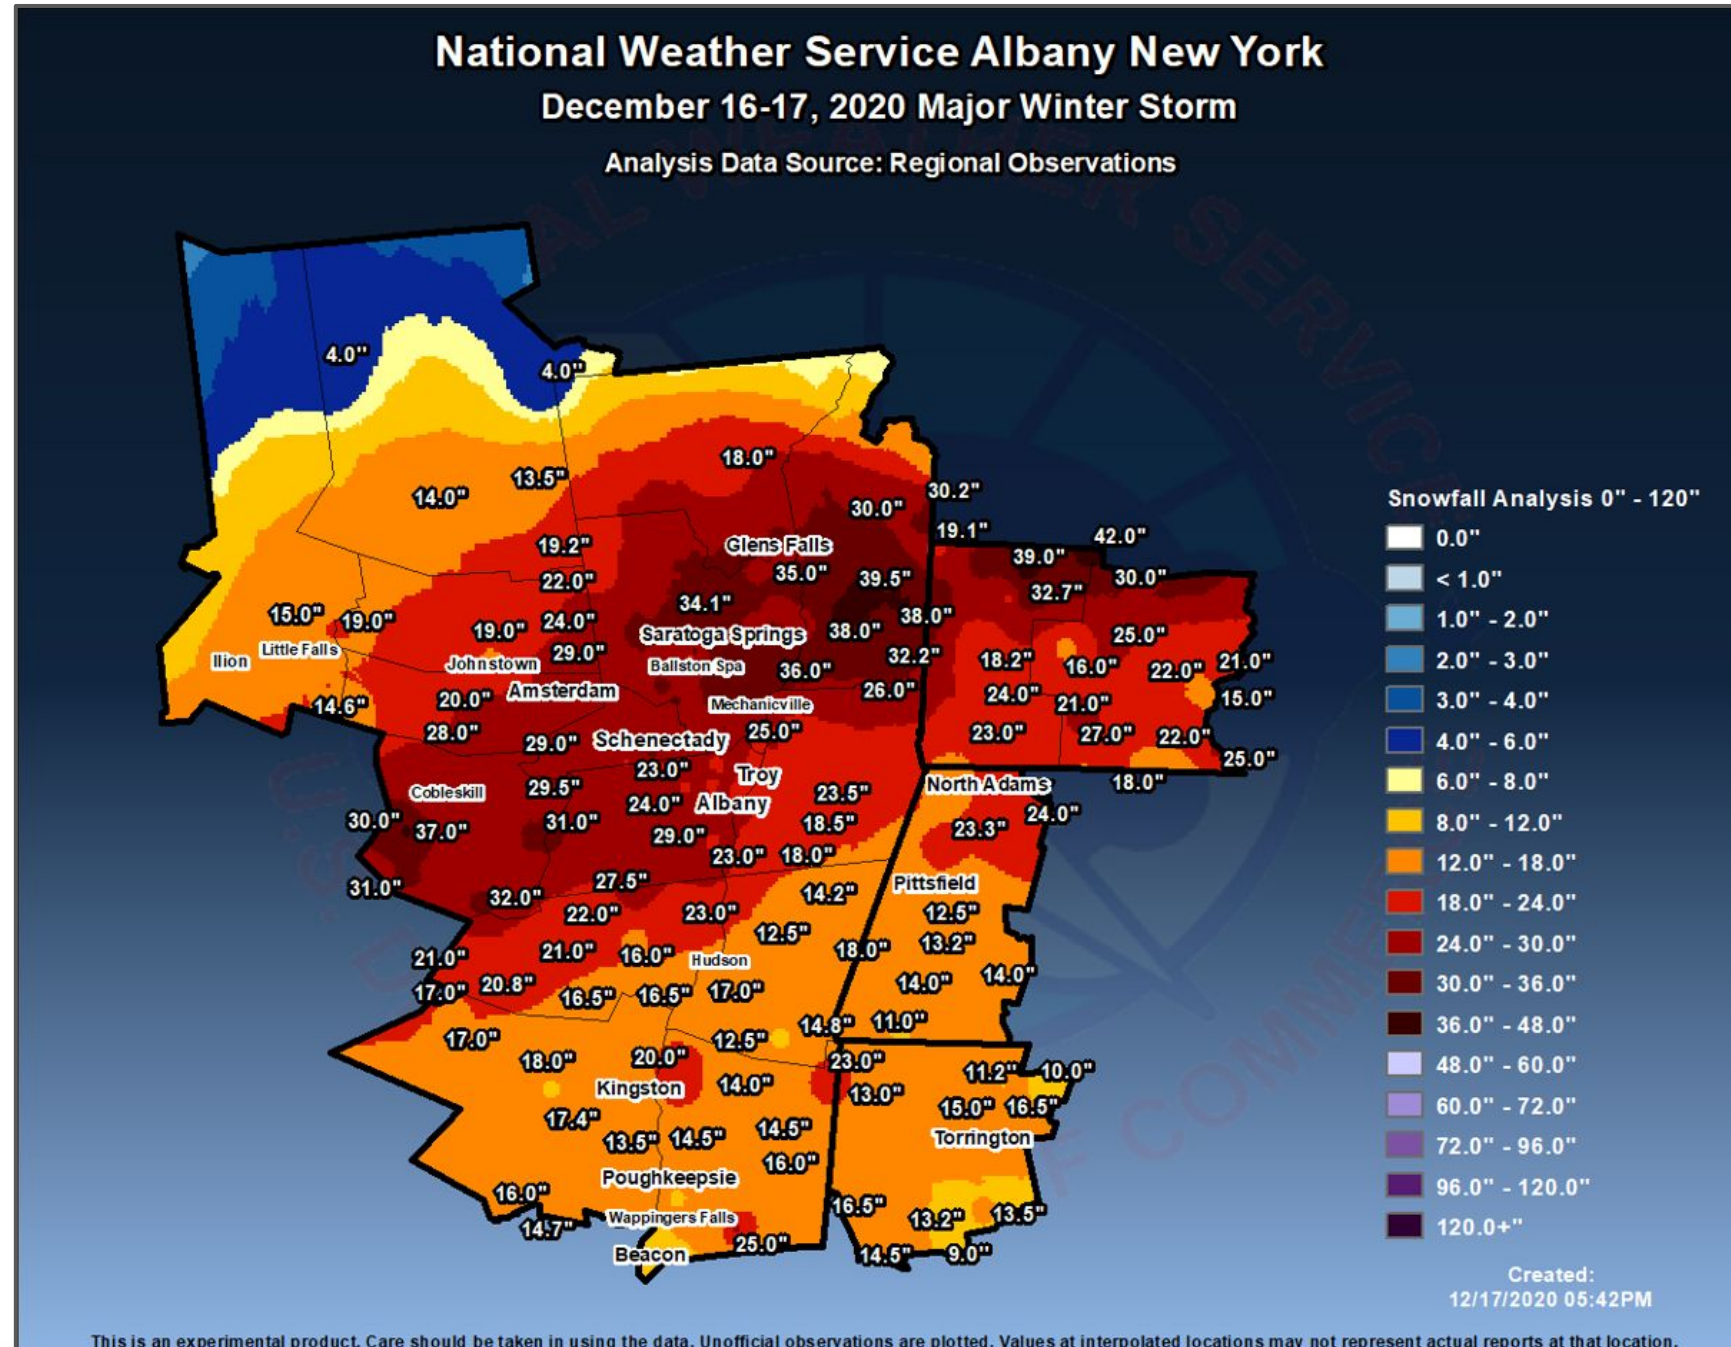 National Weather Service Albany New York
December 16-17, 2020 Major Winter Storm
Analysis Data Source: Regional Observations
4.0"
4.0"
18.0"
13.5"
14.0"
30.2"
30.0"
19.1"
42.0"
19.2"
Glens Falls
39.0"
22.0"
35.0"
39.5"
30.0"
32.7"
34.1"
15.0"
19.0"
24.0"
38.0"
19.0"
38.0"
Saratoga Springs
25.0"
Little Falls
29.0"
32.2"
Ilion
Johnstown
Ballston Spa
36.0"
18.2"
16.0"
22.0"
21.0"
20.0"
Amsterdam
26.0"
24.0"
15.0"
14.6"
Mechanicville
21.0"
28.0"
29.0"
Schenectady
25.0"
23.0"
27.0"
22.0"
25.0"
23.0"
Troy
Cobleskill
29.5"
North Adams
18.0"
24.0"
Albany
23.5"
30.0"
37.0"
31.0"
29.0"
18.5"
23.3"
24.0"
23.0"
18.0"
31.0"
32.0"
27.5"
14.2"
Pittsfield
22.0"
23.0"
12.5"
12.5"
21.0"
21.0"
16.0"
Hudson
18.0"
13.2"
17.0"
20.8"
16.5"
16.5"
17.0"
14.0"
14.0"
17.0"
12.5"
14.8"
11.0"
18.0"
20.0"
23.0"
11.2"
10.0"
Kingston
14.0"
13.0"
15.0"
16.5"
17.4"
13.5"
14.5"
14.5"
Torrington
16.0"
Poughkeepsie
16.0"
16.5"
14.7"
Wappingers Falls
13.2"
13.5"
Beacon
25.0"
14.5"
9.0"
Snowfall Analysis 0" - 120"
0.0"
< 1.0"
1.0" - 2.0"
2.0" - 3.0"
3.0" - 4.0"
4.0" - 6.0"
6.0" - 8.0"
8.0" - 12.0"
12.0" - 18.0"
18.0" - 24.0"
24.0" - 30.0"
30.0" - 36.0"
36.0" - 48.0"
48.0" - 60.0"
60.0" - 72.0"
72.0" - 96.0"
96.0" - 120.0"
120.0+"
Created:
12/17/2020 05:42PM
This is an experimental product. Care should be taken in using the data. Unofficial observations are plotted. Values at interpolated locations may not represent actual reports at that location.